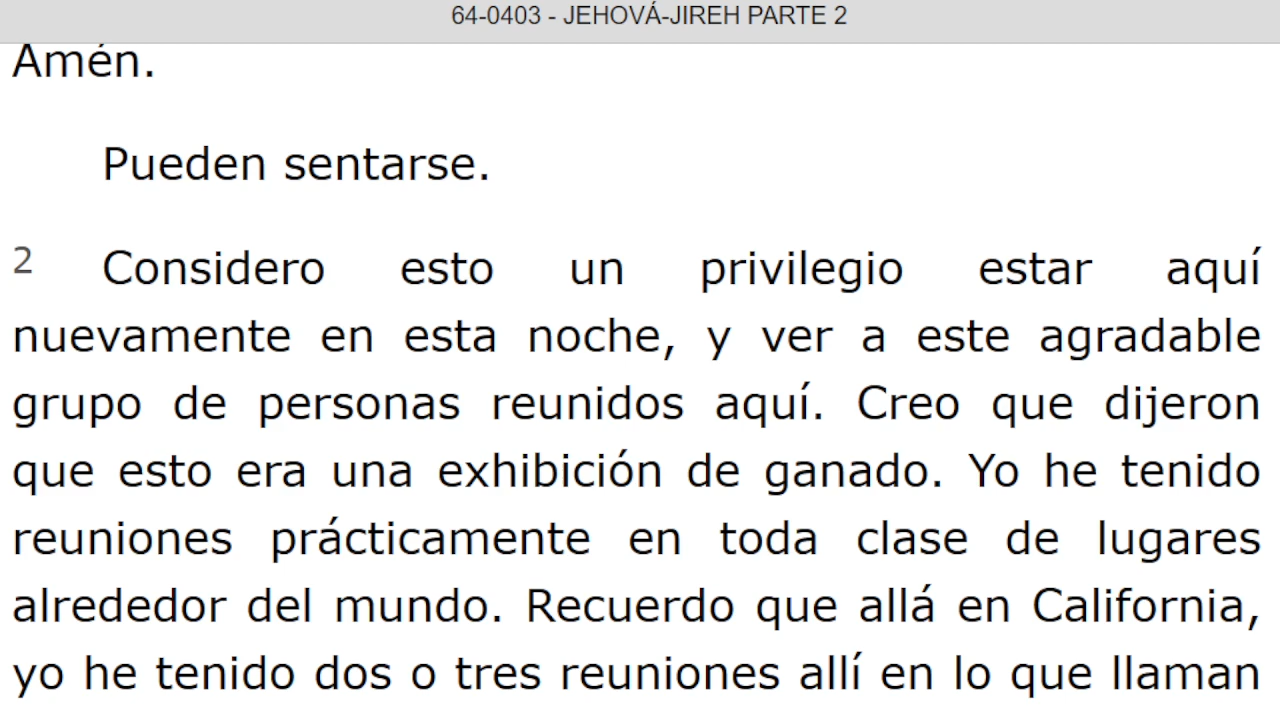 64-0403 - JEHOVÁ-JIREH PARTE 2
Amén.
Pueden sentarse.
2 Considero esto un privilegio estar aquí
nuevamente en esta noche, y ver a este agradable
grupo de personas reunidos aquí. Creo que dijeron
que esto era una exhibición de ganado. Yo he tenido
reuniones prácticamente en toda clase de lugares
alrededor del mundo. Recuerdo que allá en California,
yo he tenido dos o tres reuniones allí en lo que llaman